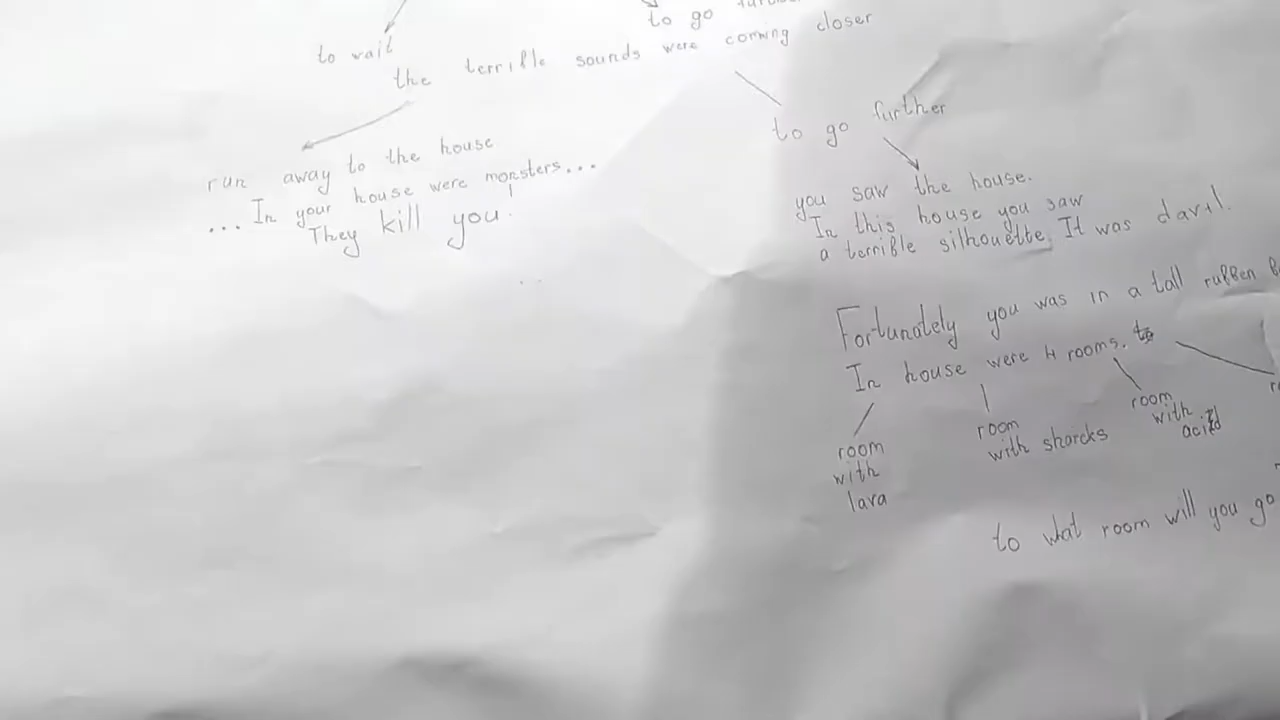 to go
to wait
the terrible sounds were coming closer
to go further
run away to the house
... In your house were monsters...
They kill you!
you saw the house.
In this house you saw
a terrible silhouette. It was
Fortunately you was in a tall rubber
In house were 4 rooms. to
room
with
lava
room
with sharcks
room
with
acid
to what room will you go